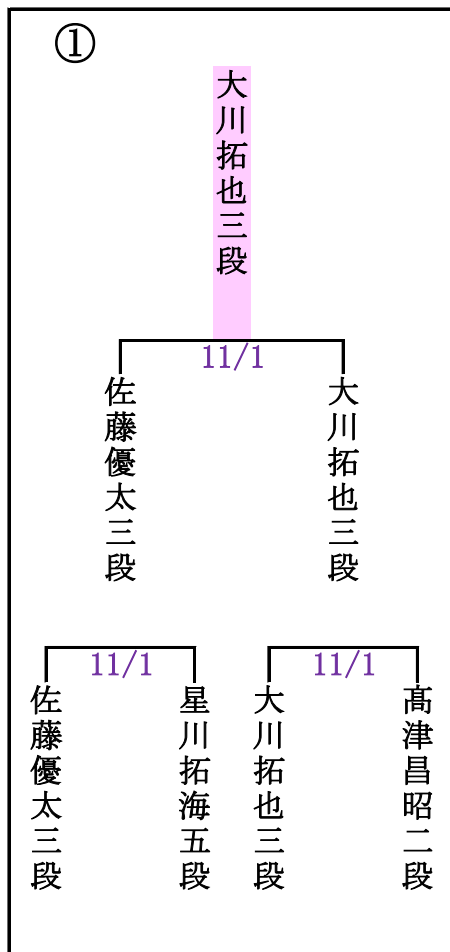 ①
大川拓也三段
11/1
佐藤優太三段
大川拓也三段
11/1
11/1
佐藤優太三段
星川拓海五段
大川拓也三段
髙津昌昭二段